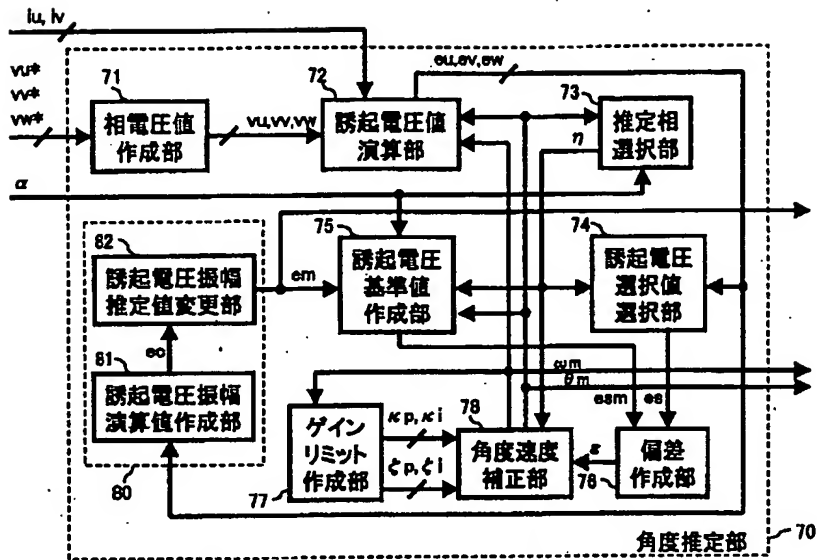 iu, iv
vu*
vv*
vw*
71
相電圧値
作成部
vu,vv,vw
72
誘起電圧値
演算部
eu,ev,ew
73
推定相
選択部
η
α
82
誘起電圧振幅
推定値変更部
em
75
誘起電圧
基準値
作成部
74
誘起電圧
選択値
選択部
ec
81
誘起電圧振幅
演算値作成部
80
ωm
θm
esm
es
ゲイン
リミット
作成部
77
κp,κi
ζp,ζi
78
角度速度
補正部
ε
偏差
作成部
76
角度推定部
70